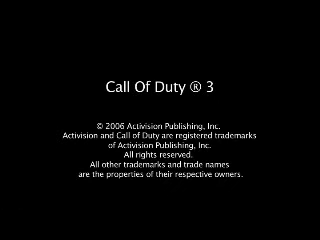 Call Of Duty ® 3
© 2006 Activision Publishing, Inc.
Activision and Call of Duty are registered trademarks
of Activision Publishing, Inc.
All rights reserved.
All other trademarks and trade names
are the properties of their respective owners.